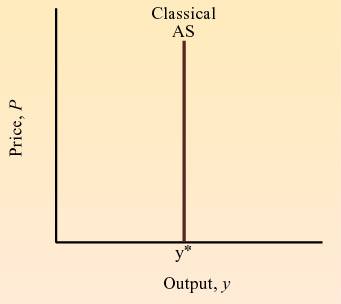 Classical
AS
Price, P
y*
Output, y